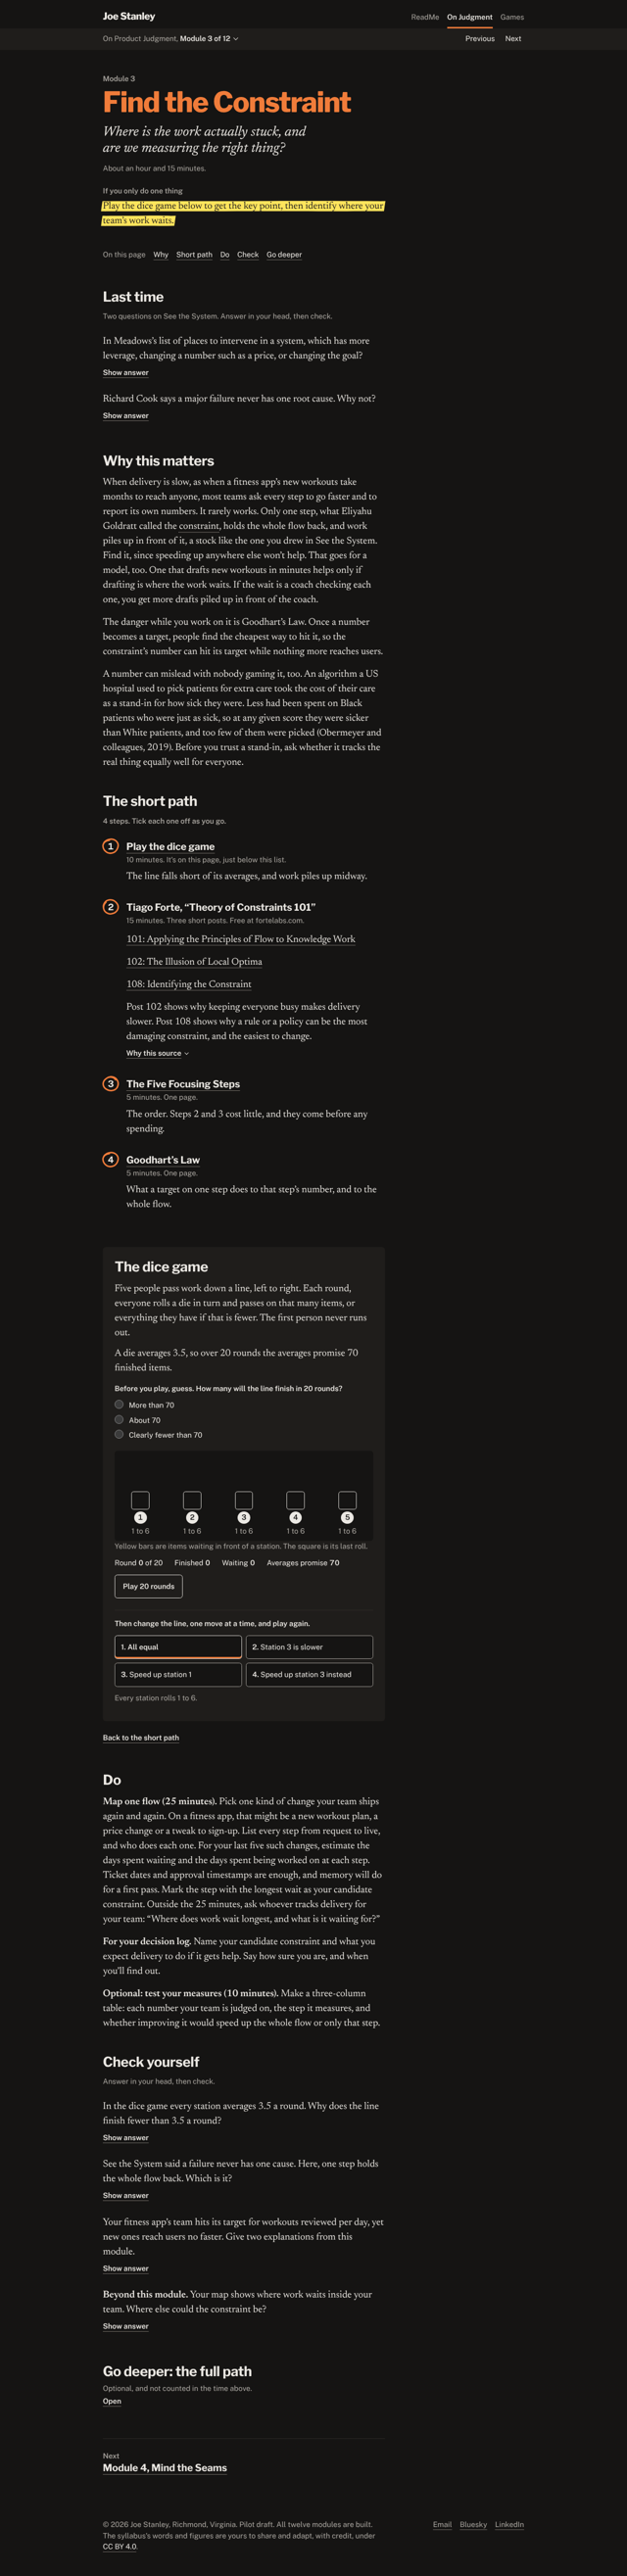 Joe Stanley
ReadMe On Judgment Games
On Product Judgment, Module 3 of 12
Previous Next
Module 3
Find the Constraint
Where is the work actually stuck, and
are we measuring the right thing?
About an hour and 15 minutes.
If you only do one thing
Play the dice game below to get the key point, then identify where your
team's work waits.
On this page Why Short path Do Check Go deeper
Last time
Two questions on See the System. Answer in your head, then check.
In Meadows's list of places to intervene in a system, which has more
leverage, changing a number such as a price, or changing the goal?
Show answer
Richard Cook says a major failure never has one root cause. Why not?
Show answer
Why this matters
When delivery is slow, as when a fitness app's new workouts take
months to reach anyone, most teams ask every step to go faster and to
report its own numbers. It rarely works. Only one step, what Eliyahu
Goldratt called the constraint, holds the whole flow back, and work
piles up in front of it, a stock like the one you drew in See the System.
Find it, since speeding up anywhere else won't help. That goes for a
model, too. One that drafts new workouts in minutes helps only if
drafting is where the work waits. If the wait is a coach checking each
one, you get more drafts piled up in front of the coach.
The danger while you work on it is Goodhart's Law. Once a number
becomes a target, people find the cheapest way to hit it, so the
constraint's number can hit its target while nothing more reaches users.
A number can mislead with nobody gaming it, too. An algorithm a US
hospital used to pick patients for extra care took the cost of their care
as a stand-in for how sick they were. Less had been spent on Black
patients who were just as sick, so at any given score they were sicker
than White patients, and too few of them were picked (Obermeyer and
colleagues, 2019). Before you trust a stand-in, ask whether it tracks the
real thing equally well for everyone.
The short path
4 steps. Tick each one off as you go.
1 Play the dice game
10 minutes. It's on this page, just below this list.
The line falls short of its averages, and work piles up midway.
2 Tiago Forte, “Theory of Constraints 101”
15 minutes. Three short posts. Free at fortelabs.com.
101: Applying the Principles of Flow to Knowledge Work
102: The Illusion of Local Optima
108: Identifying the Constraint
Post 102 shows why keeping everyone busy makes delivery
slower. Post 108 shows why a rule or a policy can be the most
damaging constraint, and the easiest to change.
Why this source
3 The Five Focusing Steps
5 minutes. One page.
The order. Steps 2 and 3 cost little, and they come before any
spending.
4 Goodhart's Law
5 minutes. One page.
What a target on one step does to that step's number, and to the
whole flow.
The dice game
Five people pass work down a line, left to right. Each round,
everyone rolls a die in turn and passes on that many items, or
everything they have if that is fewer. The first person never runs
out.
A die averages 3.5, so over 20 rounds the averages promise 70
finished items.
Before you play, guess. How many will the line finish in 20 rounds?
More than 70
About 70
Clearly fewer than 70
1 2 3 4 5
1 to 6 1 to 6 1 to 6 1 to 6 1 to 6
Yellow bars are items waiting in front of a station. The square is its last roll.
Round 0 of 20 Finished 0 Waiting 0 Averages promise 70
Play 20 rounds
Then change the line, one move at a time, and play again.
1. All equal 2. Station 3 is slower
3. Speed up station 1 4. Speed up station 3 instead
Every station rolls 1 to 6.
Back to the short path
Do
Map one flow (25 minutes). Pick one kind of change your team ships
again and again. On a fitness app, that might be a new workout plan, a
price change or a tweak to sign-up. List every step from request to live,
and who does each one. For your last five such changes, estimate the
days spent waiting and the days spent being worked on at each step.
Ticket dates and approval timestamps are enough, and memory will do
for a first pass. Mark the step with the longest wait as your candidate
constraint. Outside the 25 minutes, ask whoever tracks delivery for
your team: “Where does work wait longest, and what is it waiting for?”
For your decision log. Name your candidate constraint and what you
expect delivery to do if it gets help. Say how sure you are, and when
you'll find out.
Optional: test your measures (10 minutes). Make a three-column
table: each number your team is judged on, the step it measures, and
whether improving it would speed up the whole flow or only that step.
Check yourself
Answer in your head, then check.
In the dice game every station averages 3.5 a round. Why does the line
finish fewer than 3.5 a round?
Show answer
See the System said a failure never has one cause. Here, one step holds
the whole flow back. Which is it?
Show answer
Your fitness app's team hits its target for workouts reviewed per day, yet
new ones reach users no faster. Give two explanations from this
module.
Show answer
Beyond this module. Your map shows where work waits inside your
team. Where else could the constraint be?
Show answer
Go deeper: the full path
Optional, and not counted in the time above.
Open
Next
Module 4, Mind the Seams
© 2026 Joe Stanley, Richmond, Virginia. Pilot draft. All twelve modules are built.
The syllabus's words and figures are yours to share and adapt, with credit, under
CC BY 4.0.
Email Bluesky LinkedIn